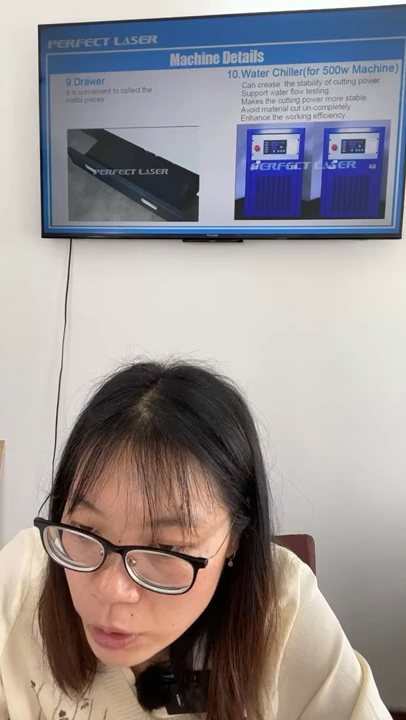 PERFECT LASER
Machine Details
9.Drawer
It is convenient to collect the
metal pieces
PERFECT LASER
10.Water Chiller(for 500w Machine)
Can crease the stability of cutting power
Support water flow testing.
Makes the cutting power more stable
Avoid material cut un-completely
Enhance the working efficiency.
PERFECT LASER